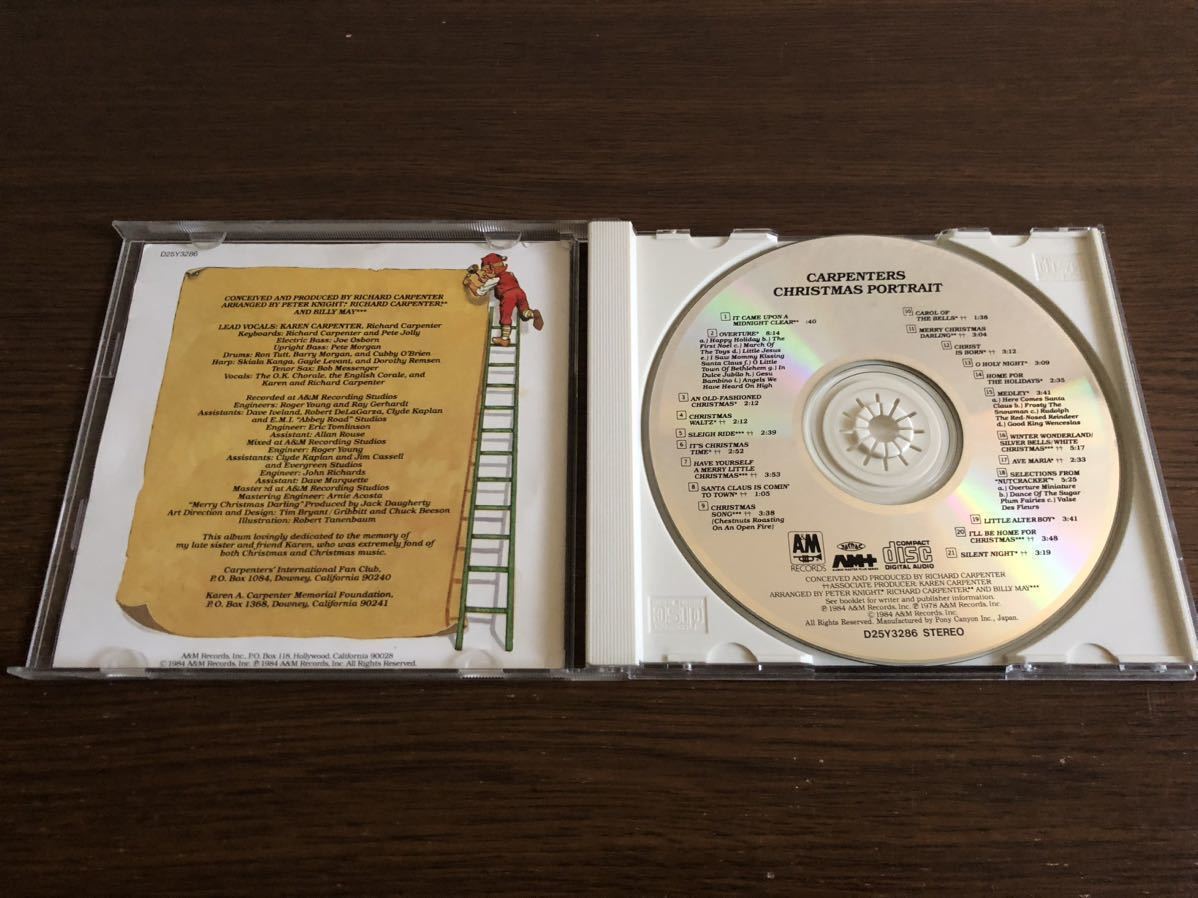 D25Y3286
CONCEIVED AND PRODUCED BY RICHARD CARPENTER
ARRANGED BY PETER KNIGHT,* RICHARD CARPENTER,**
AND BILLY MAY***
LEAD VOCALS: KAREN CARPENTER, Richard Carpenter
Keyboards: Richard Carpenter and Pete Jolly
Electric Bass: Joe Osborn
Upright Bass: Pete Morgan
Drums: Ron Tutt, Barry Morgan, and Cubby O'Brien
Harp: Skiala Kanga, Gayle Levant, and Dorothy Remsen
Tenor Sax: Bob Messenger
Vocals: The O.K. Chorale, the English Corale, and
Karen and Richard Carpenter
Recorded at A&M Recording Studios
Engineers: Roger Young and Ray Gerhardt
Assistants: Dave Iveland, Robert DeLaGarza, Clyde Kaplan
and E.M.I. "Abbey Road" Studios
Engineer: Eric Tomlinson
Assistant: Allan Rouse
Mixed at A&M Recording Studios
Engineer: Roger Young
Assistants: Clyde Kaplan and Jim Cassell
and Evergreen Studios
Engineer: John Richards
Assistant: Dave Marquette
Mastered at A&M Recording Studios
Mastering Engineer: Arnie Acosta
"Merry Christmas Darling" Produced by Jack Daugherty
Art Direction and Design: Tim Bryant/Gribbitt and Chuck Beeson
Illustration: Robert Tanenbaum
This album lovingly dedicated to the memory of
my late sister and friend Karen, who was extremely fond of
both Christmas and Christmas music.
Carpenters' International Fan Club,
P.O. Box 1084, Downey, California 90240
Karen A. Carpenter Memorial Foundation,
P.O. Box 1368, Downey, California 90241
A&M Records, Inc., P.O. Box 118, Hollywood, California 90028
© 1984 A&M Records, Inc. ℗ 1984 A&M Records, Inc. All Rights Reserved.
CARPENTERS
CHRISTMAS PORTRAIT
1 IT CAME UPON A
MIDNIGHT CLEAR** :40
2 OVERTURE* 8:14
a.) Happy Holiday b.) The
First Noel c.) March Of
The Toys d.) Little Jesus
e.) I Saw Mommy Kissing
Santa Claus f.) O Little
Town Of Bethlehem g.) In
Dulce Jubilo h.) Gesu
Bambino i.) Angels We
Have Heard On High
3 AN OLD-FASHIONED
CHRISTMAS* 2:12
4 CHRISTMAS
WALTZ* †† 2:12
5 SLEIGH RIDE*** †† 2:39
6 IT'S CHRISTMAS
TIME* †† 2:52
7 HAVE YOURSELF
A MERRY LITTLE
CHRISTMAS*** †† 3:53
8 SANTA CLAUS IS COMIN'
TO TOWN* †† 1:05
9 CHRISTMAS
SONG*** †† 3:38
(Chestnuts Roasting
On An Open Fire)
10 CAROL OF
THE BELLS* †† 1:38
11 MERRY CHRISTMAS
DARLING** †† 3:04
12 CHRIST
IS BORN* †† 3:12
13 O HOLY NIGHT* 3:09
14 HOME FOR
THE HOLIDAYS* 2:35
15 MEDLEY* 3:41
a.) Here Comes Santa
Claus b.) Frosty The
Snowman c.) Rudolph
The Red-Nosed Reindeer
d.) Good King Wenceslas
16 WINTER WONDERLAND/
SILVER BELLS/WHITE
CHRISTMAS*** †† 5:17
17 AVE MARIA* †† 2:33
18 SELECTIONS FROM
"NUTCRACKER"* 5:25
a.) Overture Miniature
b.) Dance Of The Sugar
Plum Fairies c.) Valse
Des Fleurs
19 LITTLE ALTER BOY* 3:41
20 I'LL BE HOME FOR
CHRISTMAS*** †† 3:48
21 SILENT NIGHT* †† 3:19
A&M
RECORDS
AM+
COMPACT
disc
DIGITAL AUDIO
CONCEIVED AND PRODUCED BY RICHARD CARPENTER
††ASSOCIATE PRODUCER: KAREN CARPENTER
ARRANGED BY PETER KNIGHT,* RICHARD CARPENTER,** AND BILLY MAY***
See booklet for writer and publisher information.
℗ 1984 A&M Records, Inc. ℗ 1978 A&M Records, Inc.
© 1984 A&M Records, Inc.
All Rights Reserved. Manufactured by Pony Canyon Inc., Japan.
D25Y3286 STEREO